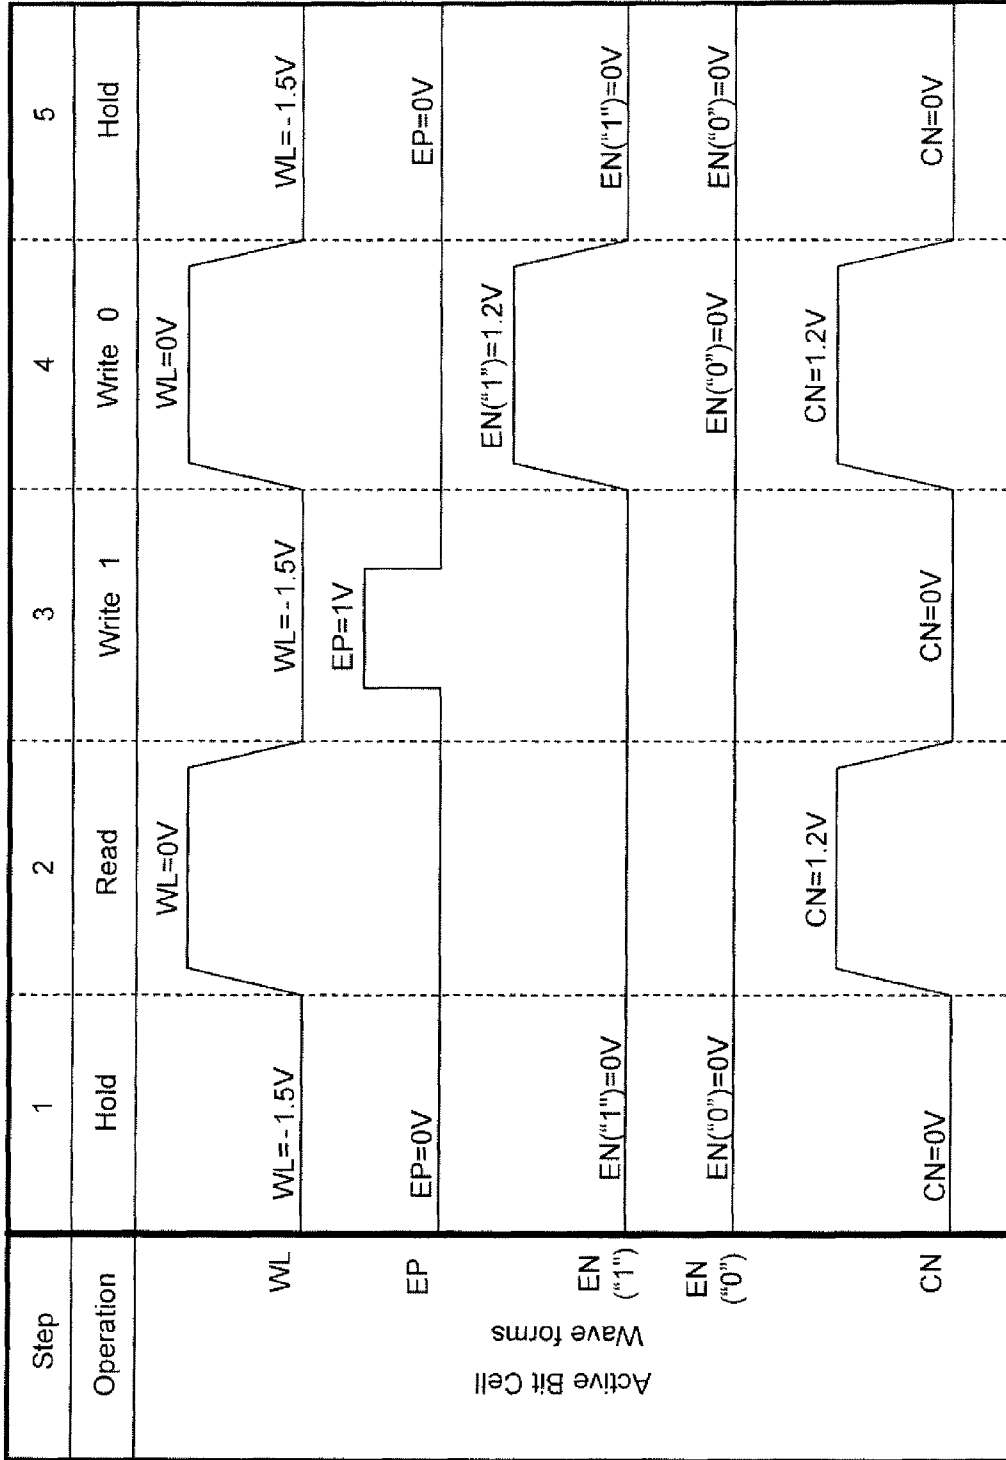 Step 1 2 3 4 5
Operation Hold Read Write 1 Write 0 Hold
Active Bit Cell
Wave forms
WL WL=-1.5V WL=0V WL=-1.5V WL=0V WL=-1.5V
EP EP=0V EP=1V EP=0V
EN
("1") EN("1")=0V EN("1")=1.2V EN("1")=0V
EN
("0") EN("0")=0V EN("0")=0V EN("0")=0V
CN CN=0V CN=1.2V CN=0V CN=1.2V CN=0V